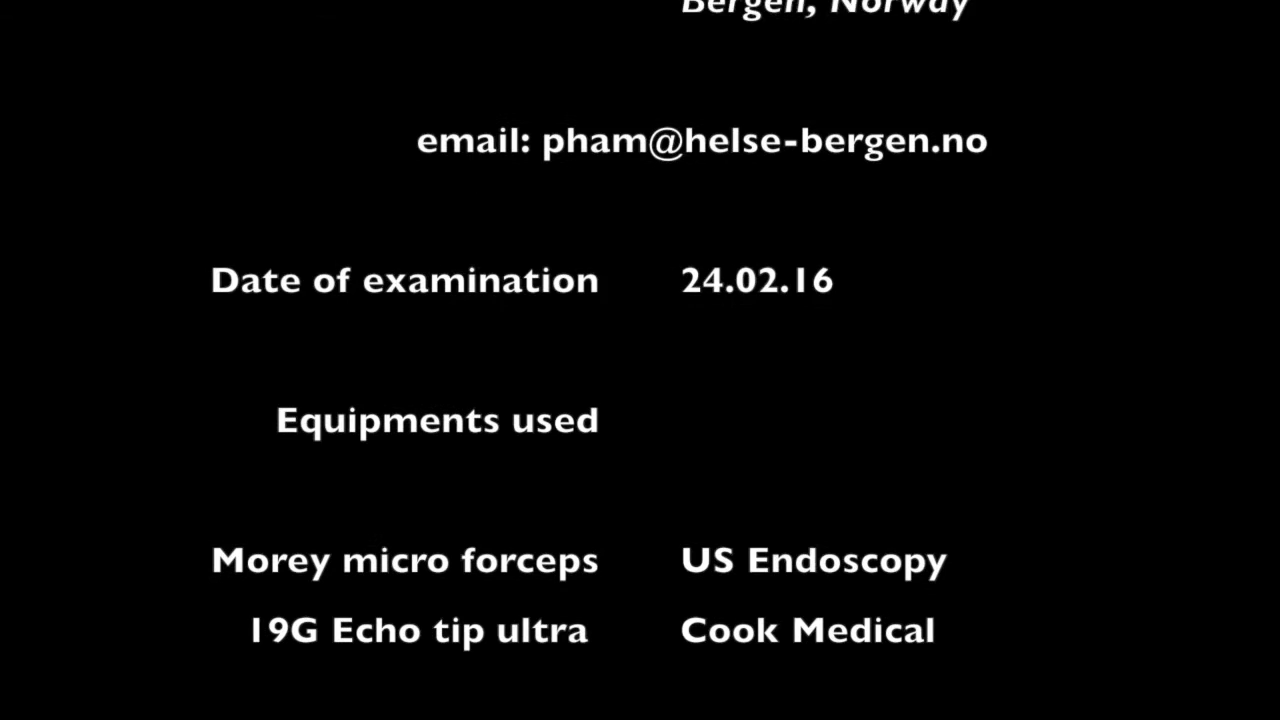 Bergen, Norway
email: pham@helse-bergen.no
Date of examination 24.02.16
Equipments used
Morey micro forceps US Endoscopy
19G Echo tip ultra Cook Medical